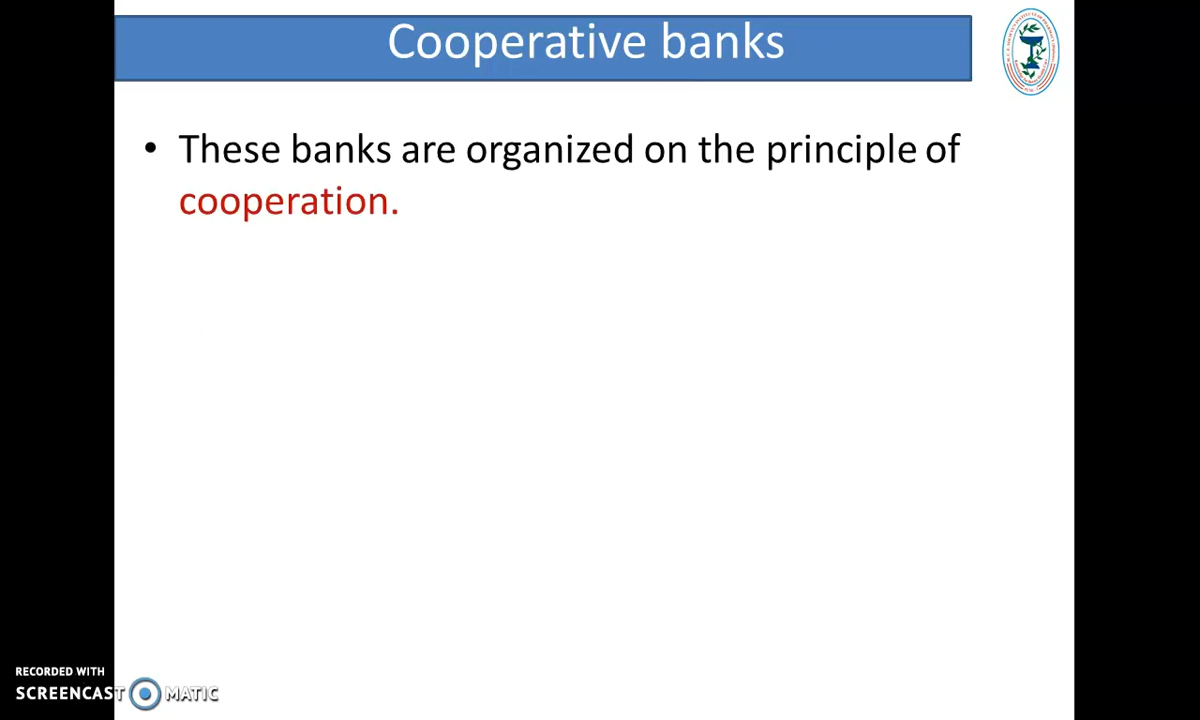 Cooperative banks
• These banks are organized on the principle of
cooperation.
RECORDED WITH
SCREENCAST MATIC